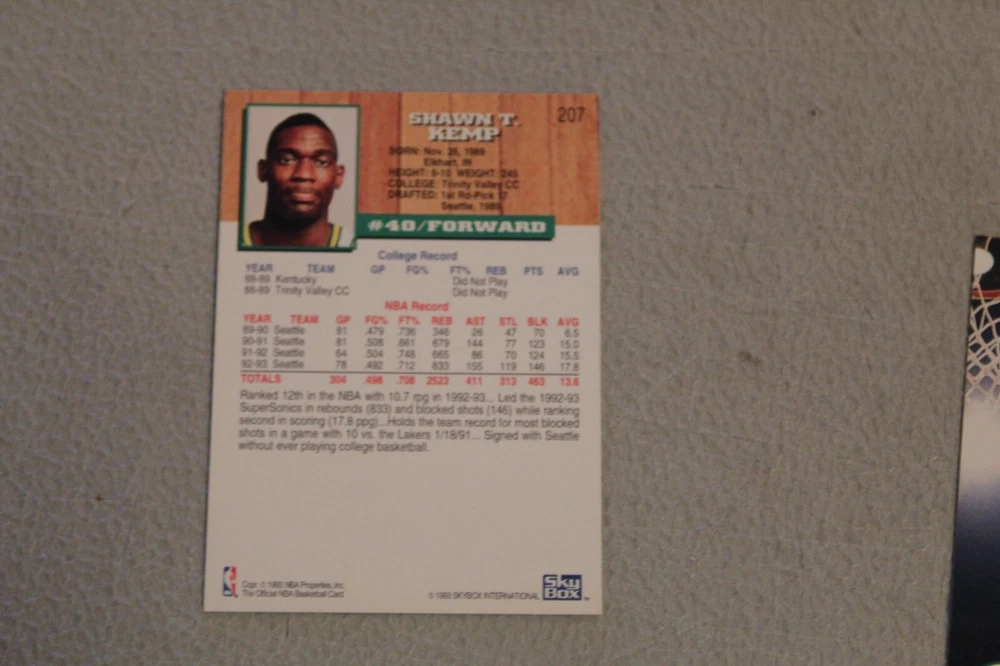 207
SHAWN T.
KEMP
BORN: Nov. 26, 1969
Elkhart, IN
HEIGHT: 6-10 WEIGHT: 245
COLLEGE: Trinity Valley CC
DRAFTED: 1st Rd-Pick 17
Seattle, 1989
#40/FORWARD
College Record
YEAR TEAM GP FG% FT% REB PTS AVG
88-89 Kentucky Did Not Play
88-89 Trinity Valley CC Did Not Play
NBA Record
YEAR TEAM GP FG% FT% REB AST STL BLK AVG
89-90 Seattle 81 .479 .736 346 26 47 70 6.5
90-91 Seattle 81 .508 .661 679 144 77 123 15.0
91-92 Seattle 64 .504 .748 665 86 70 124 15.5
92-93 Seattle 78 .492 .712 833 155 119 146 17.8
TOTALS 304 .498 .708 2523 411 313 463 13.6
Ranked 12th in the NBA with 10.7 rpg in 1992-93... Led the 1992-93
SuperSonics in rebounds (833) and blocked shots (146) while ranking
second in scoring (17.8 ppg)...Holds the team record for most blocked
shots in a game with 10 vs. the Lakers 1/18/91... Signed with Seattle
without ever playing college basketball.
Copr. © 1993 NBA Properties, Inc.
The Official NBA Basketball Card
© 1993 SKYBOX INTERNATIONAL
Sky
Box